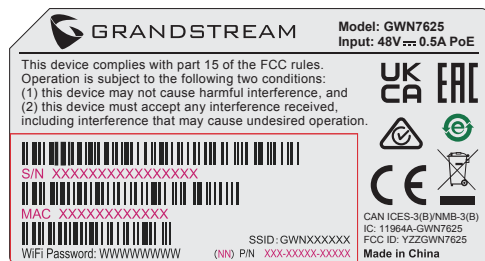 GRANDSTREAM
Model: GWN7625
Input: 48V⎓0.5A PoE
This device complies with part 15 of the FCC rules.
Operation is subject to the following two conditions:
(1) this device may not cause harmful interference, and
(2) this device must accept any interference received,
including interference that may cause undesired operation.
UK
CA
EAC
e
CE
S/N XXXXXXXXXXXXXXXX
MAC XXXXXXXXXXXX
SSID: GWNXXXXXX
WiFi Password: WWWWWWWWW
(NN) P/N XXX-XXXXX-XXXXX
CAN ICES-3(B)/NMB-3(B)
IC: 11964A-GWN7625
FCC ID: YZZGWN7625
Made in China